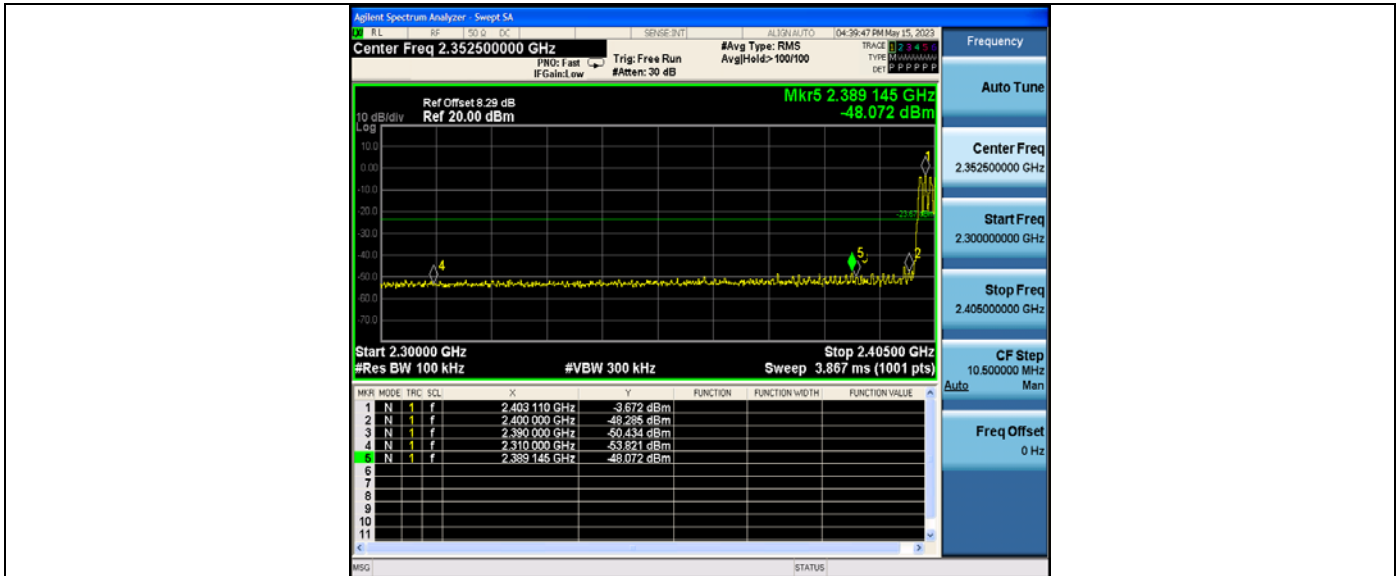 Agilent Spectrum Analyzer - Swept SA
RL RF 50 Ω DC SENSE:INT ALIGN AUTO 04:39:47 PM May 15, 2023
Center Freq 2.352500000 GHz #Avg Type: RMS TRACE 1 2 3 4 5 6
PNO: Fast Trig: Free Run Avg|Hold:>100/100 TYPE M
IFGain:Low #Atten: 30 dB DET P P P P P P
Frequency
Mkr5 2.389 145 GHz
Ref Offset 8.29 dB
10 dB/div Ref 20.00 dBm -48.072 dBm
Log
10.0
0.00
-10.0
-20.0
-30.0
-40.0
-50.0
-60.0
-70.0
1
4
5
2
Start 2.30000 GHz Stop 2.40500 GHz
#Res BW 100 kHz #VBW 300 kHz Sweep 3.867 ms (1001 pts)
MKR MODE TRC SCL X Y FUNCTION FUNCTION WIDTH FUNCTION VALUE
1 N 1 f 2.403 110 GHz -3.672 dBm
2 N 1 f 2.400 000 GHz -48.285 dBm
3 N 1 f 2.390 000 GHz -50.434 dBm
4 N 1 f 2.310 000 GHz -53.821 dBm
5 N 1 f 2.389 145 GHz -48.072 dBm
6
7
8
9
10
11
MSG STATUS
Auto Tune
Center Freq
2.352500000 GHz
Start Freq
2.300000000 GHz
Stop Freq
2.405000000 GHz
CF Step
10.500000 MHz
Auto Man
Freq Offset
0 Hz